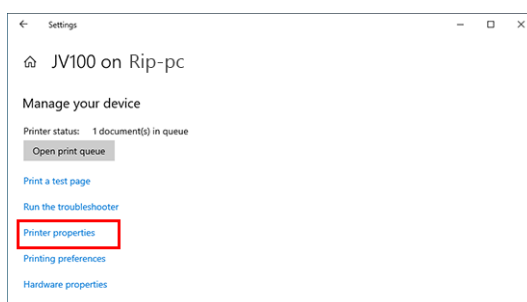 Settings
JV100 on Rip-pc
Manage your device
Printer status: 1 document(s) in queue
Open print queue
Print a test page
Run the troubleshooter
Printer properties
Printing preferences
Hardware properties